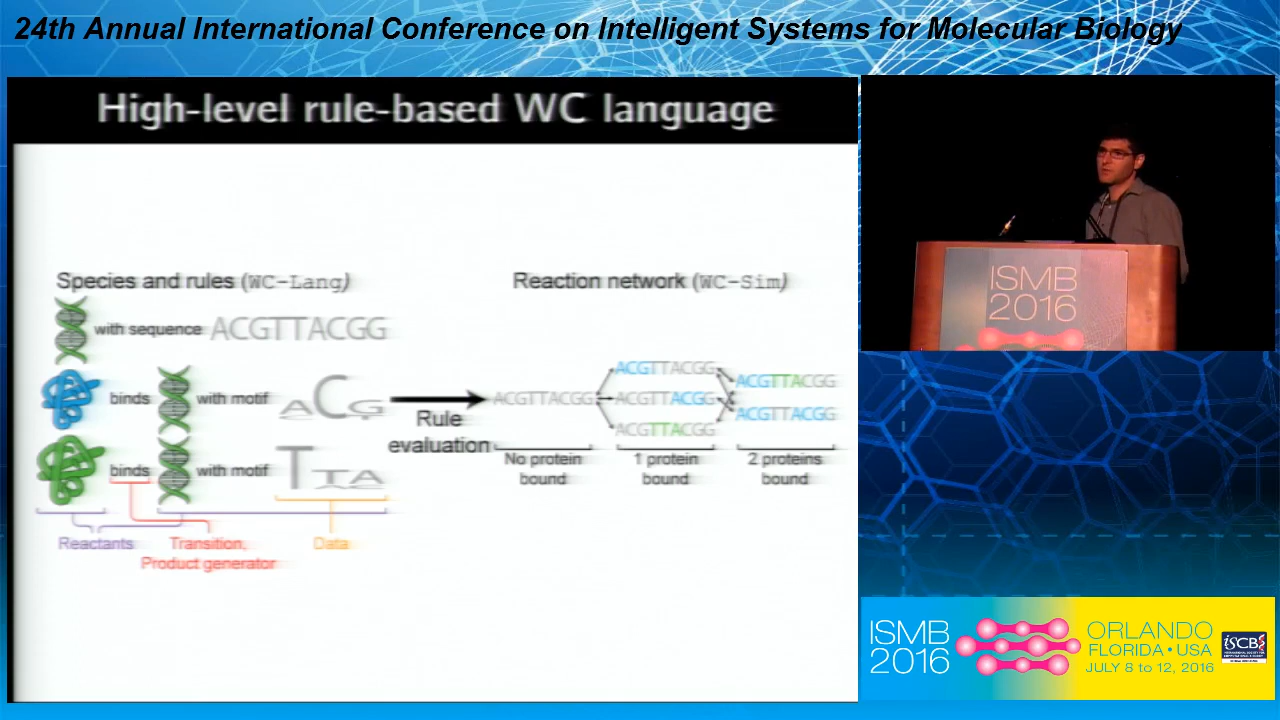 24th Annual International Conference on Intelligent Systems for Molecular Biology
High-level rule-based WC language
Species and rules (WC-Lang)
with sequence ACGTTACGG
binds with motif ACG
binds with motif TTA
Reactants
Transition,
Product generator
Data
Rule
evaluation
Reaction network (WC-Sim)
ACGTTACGG
ACGTTACGG
ACGTTACGG
ACGTTACGG
ACGTTACGG
ACGTTACGG
No protein
bound
1 protein
bound
2 proteins
bound
ISMB
2016
ISMB
2016
ORLANDO
FLORIDA • USA
JULY 8 to 12, 2016
ISCB